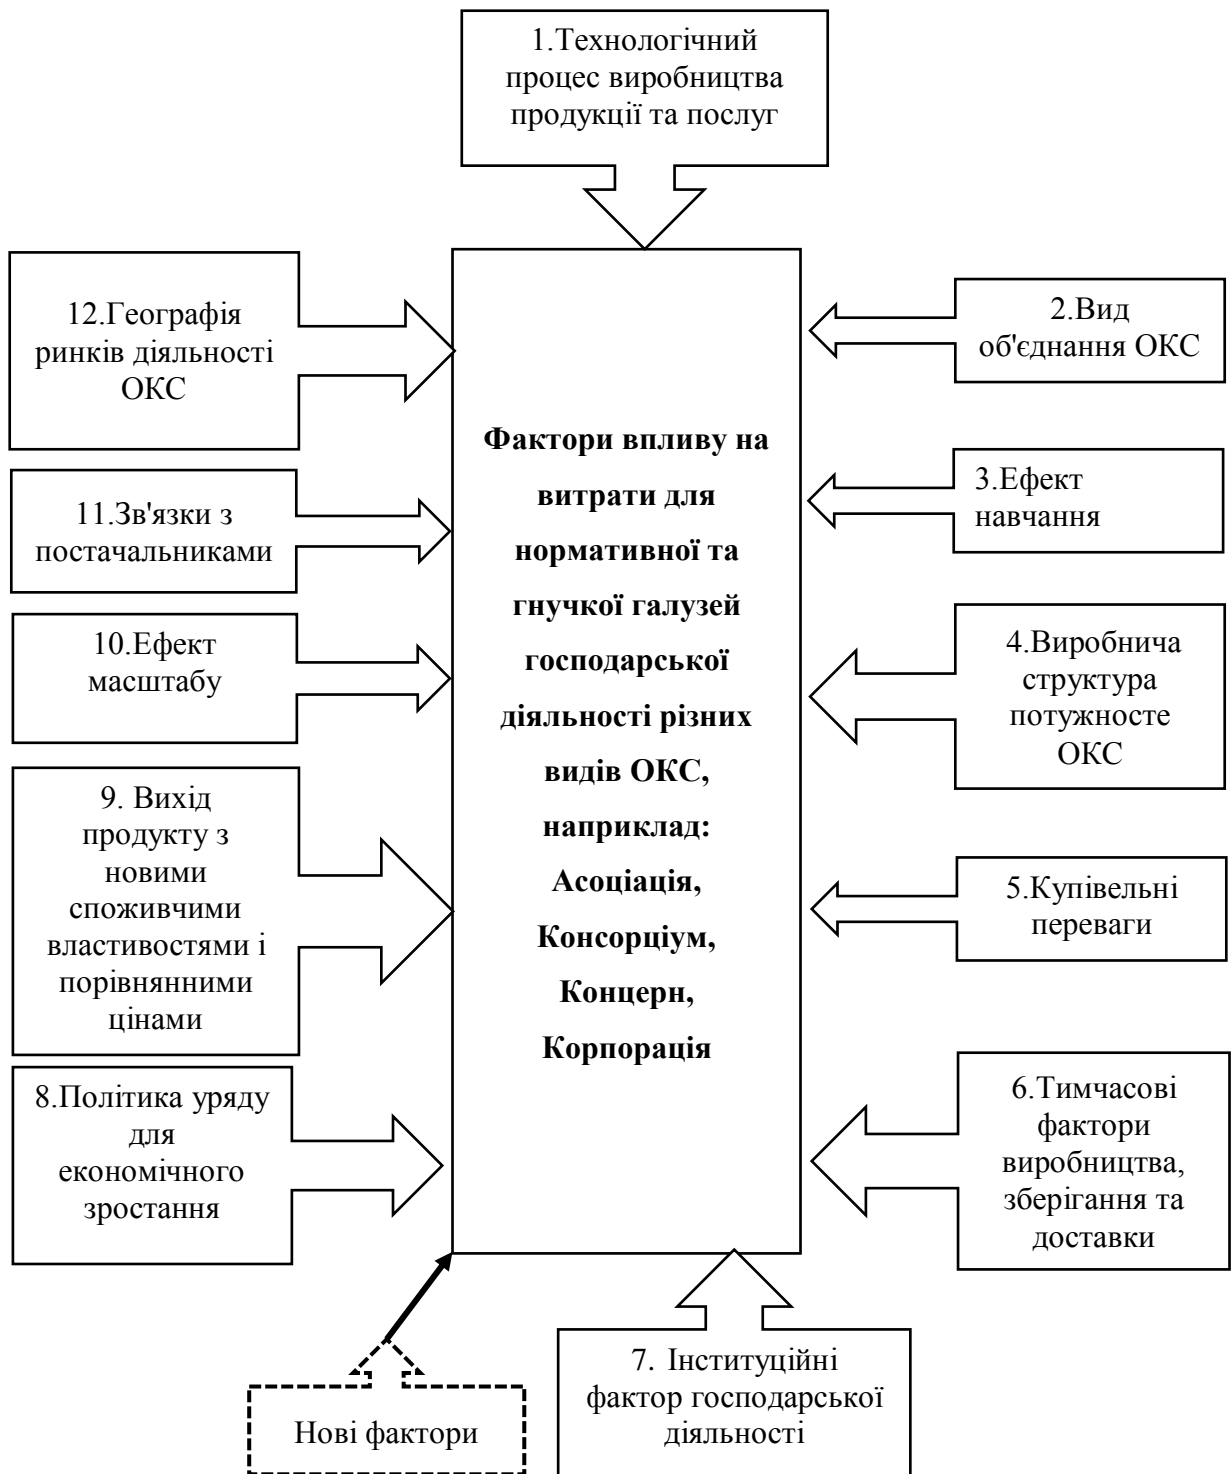 1.Технологічний
процес виробництва
продукції та послуг
12.Географія
ринків діяльності
ОКС
2.Вид
об'єднання ОКС
Фактори впливу на
витрати для
нормативної та
гнучкої галузей
господарської
діяльності різних
видів ОКС,
наприклад:
Асоціація,
Консорціум,
Концерн,
Корпорація
3.Ефект
навчання
11.Зв'язки з
постачальниками
10.Ефект
масштабу
4.Виробнича
структура
потужносте
ОКС
9. Вихід
продукту з
новими
споживчими
властивостями і
порівнянними
цінами
5.Купівельні
переваги
8.Політика уряду
для
економічного
зростання
6.Тимчасові
фактори
виробництва,
зберігання та
доставки
7. Інституційні
фактор господарської
діяльності
Нові фактори